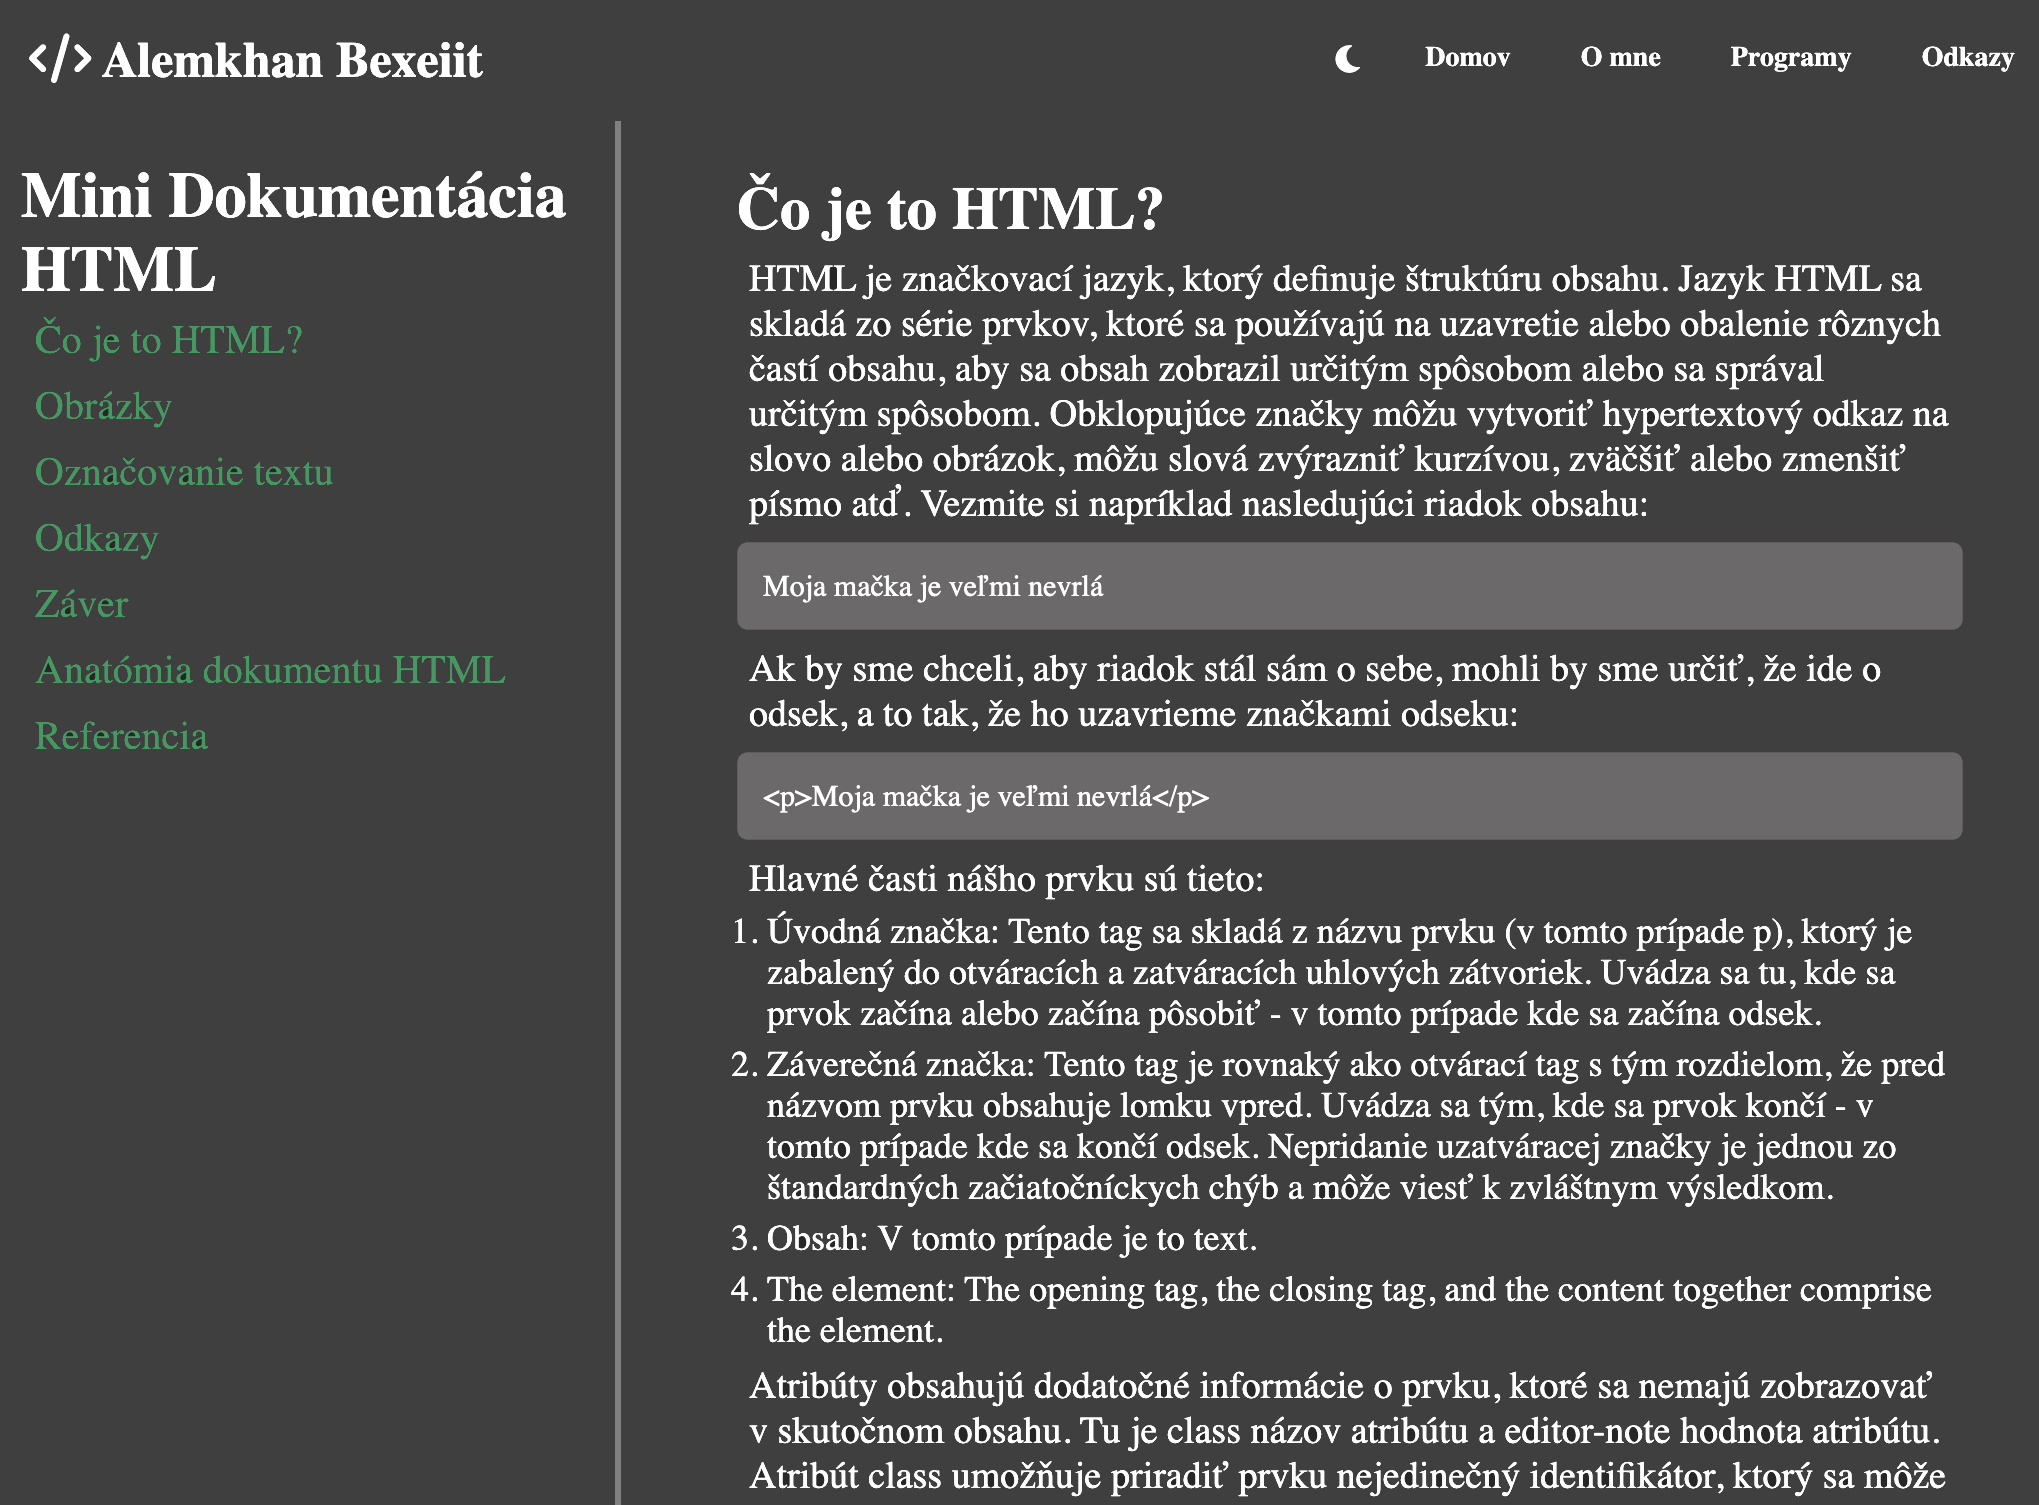 </> Alemkhan Bexeiit
Domov
O mne
Programy
Odkazy
Mini Dokumentácia
HTML
Čo je to HTML?
Obrázky
Označovanie textu
Odkazy
Záver
Anatómia dokumentu HTML
Referencia
Čo je to HTML?
HTML je značkovací jazyk, ktorý definuje štruktúru obsahu. Jazyk HTML sa
skladá zo série prvkov, ktoré sa používajú na uzavretie alebo obalenie rôznych
častí obsahu, aby sa obsah zobrazil určitým spôsobom alebo sa správal
určitým spôsobom. Obklopujúce značky môžu vytvoriť hypertextový odkaz na
slovo alebo obrázok, môžu slová zvýrazniť kurzívou, zväčšiť alebo zmenšiť
písmo atď. Vezmite si napríklad nasledujúci riadok obsahu:
Moja mačka je veľmi nevrlá
Ak by sme chceli, aby riadok stál sám o sebe, mohli by sme určiť, že ide o
odsek, a to tak, že ho uzavrieme značkami odseku:
<p>Moja mačka je veľmi nevrlá</p>
Hlavné časti nášho prvku sú tieto:
1. Úvodná značka: Tento tag sa skladá z názvu prvku (v tomto prípade p), ktorý je
zabalený do otváracích a zatváracích uhlových zátvoriek. Uvádza sa tu, kde sa
prvok začína alebo začína pôsobiť - v tomto prípade kde sa začína odsek.
2. Záverečná značka: Tento tag je rovnaký ako otvárací tag s tým rozdielom, že pred
názvom prvku obsahuje lomku vpred. Uvádza sa tým, kde sa prvok končí - v
tomto prípade kde sa končí odsek. Nepridanie uzatváracej značky je jednou zo
štandardných začiatočníckych chýb a môže viesť k zvláštnym výsledkom.
3. Obsah: V tomto prípade je to text.
4. The element: The opening tag, the closing tag, and the content together comprise
the element.
Atribúty obsahujú dodatočné informácie o prvku, ktoré sa nemajú zobrazovať
v skutočnom obsahu. Tu je class názov atribútu a editor-note hodnota atribútu.
Atribút class umožňuje priradiť prvku nejedinečný identifikátor, ktorý sa môže